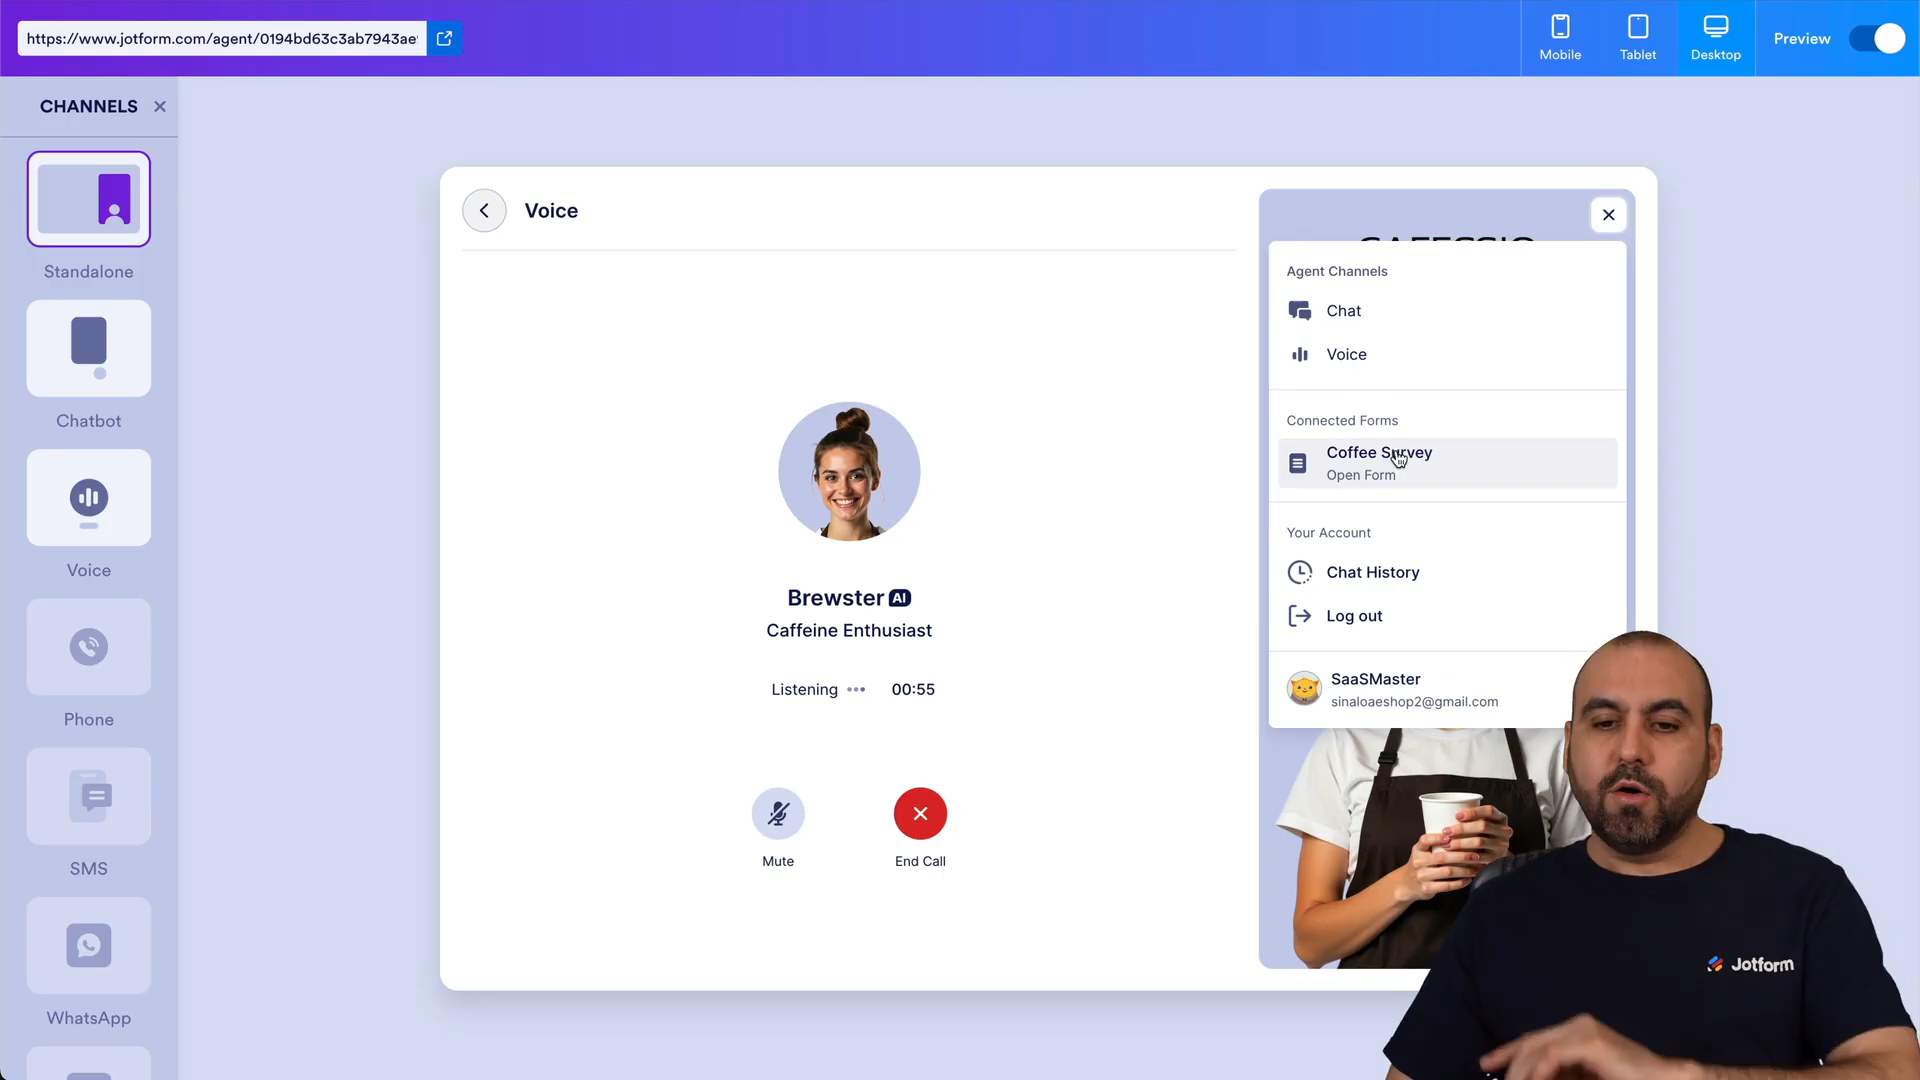 https://www.jotform.com/agent/0194bd63c3ab7943ae
Mobile
Tablet
Desktop
Preview
CHANNELS
Standalone
Chatbot
Voice
Phone
SMS
WhatsApp
Voice
Brewster AI
Caffeine Enthusiast
Listening ••• 00:55
Mute
End Call
Agent Channels
Chat
Voice
Connected Forms
Coffee Survey
Open Form
Your Account
Chat History
Log out
SaaSMaster
sinaloaeshop2@gmail.com
Jotform